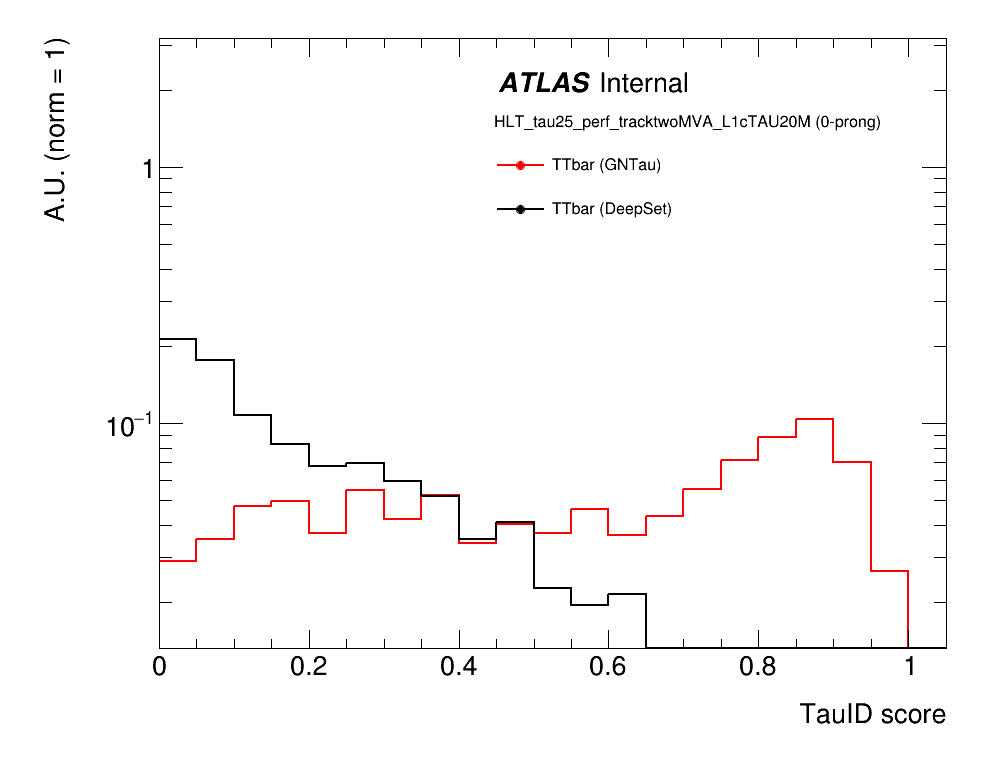 A.U. (norm = 1)
ATLAS Internal
HLT_tau25_perf_tracktwoMVA_L1cTAU20M (0-prong)
TTbar (GNTau)
TTbar (DeepSet)
1
10⁻¹
0 0.2 0.4 0.6 0.8 1
TauID score